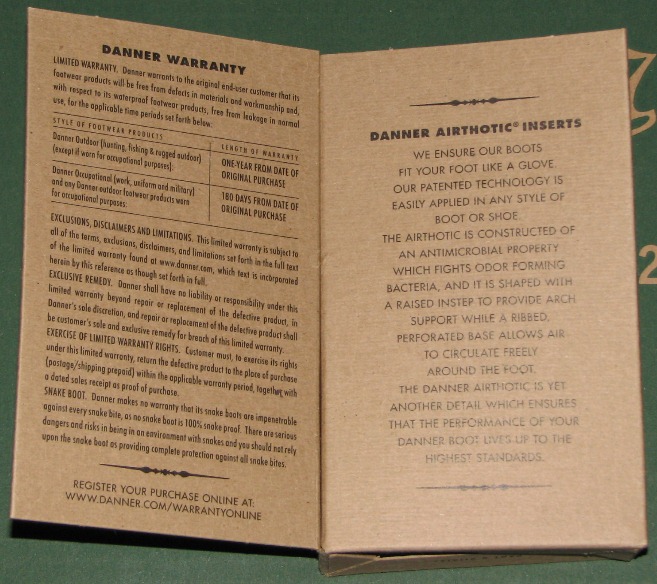 DANNER WARRANTY
LIMITED WARRANTY. Danner warrants to the original end-user customer that its
footwear products will be free from defects in materials and workmanship and,
with respect to its waterproof footwear products, free from leakage in normal
use, for the applicable time periods set forth below.
STYLE OF FOOTWEAR PRODUCTS LENGTH OF WARRANTY
Danner Outdoor (hunting, fishing & rugged outdoor) ONE-YEAR FROM DATE OF
(except if worn for occupational purposes). ORIGINAL PURCHASE
Danner Occupational (work, uniform and military) 180 DAYS FROM DATE OF
and any Danner outdoor footwear products worn ORIGINAL PURCHASE
for occupational purposes.
EXCLUSIONS, DISCLAIMERS AND LIMITATIONS. This limited warranty is subject to
all of the terms, exclusions, disclaimers, and limitations set forth in the full text
of the limited warranty found at www.danner.com, which text is incorporated
herein by this reference as though set forth in full.
EXCLUSIVE REMEDY. Danner shall have no liability or responsibility under this
limited warranty beyond repair or replacement of the defective product, in
Danner's sole discretion, and repair or replacement of the defective product shall
be customer's sole and exclusive remedy for breach of this limited warranty.
EXERCISE OF LIMITED WARRANTY RIGHTS. Customer must, to exercise its rights
under this limited warranty, return the defective product to the place of purchase
(postage/shipping prepaid) within the applicable warranty period, together with
a dated sales receipt as proof of purchase.
SNAKE BOOT. Danner makes no warranty that its snake boots are impenetrable
against every snake bite, as no snake boot is 100% snake proof. There are serious
dangers and risks in being in an environment with snakes and you should not rely
upon the snake boot as providing complete protection against all snake bites.
REGISTER YOUR PURCHASE ONLINE AT:
WWW.DANNER.COM/WARRANTYONLINE
DANNER AIRTHOTIC® INSERTS
WE ENSURE OUR BOOTS
FIT YOUR FOOT LIKE A GLOVE.
OUR PATENTED TECHNOLOGY IS
EASILY APPLIED IN ANY STYLE OF
BOOT OR SHOE.
THE AIRTHOTIC IS CONSTRUCTED OF
AN ANTIMICROBIAL PROPERTY
WHICH FIGHTS ODOR FORMING
BACTERIA, AND IT IS SHAPED WITH
A RAISED INSTEP TO PROVIDE ARCH
SUPPORT WHILE A RIBBED,
PERFORATED BASE ALLOWS AIR
TO CIRCULATE FREELY
AROUND THE FOOT.
THE DANNER AIRTHOTIC IS YET
ANOTHER DETAIL WHICH ENSURES
THAT THE PERFORMANCE OF YOUR
DANNER BOOT LIVES UP TO THE
HIGHEST STANDARDS.
2